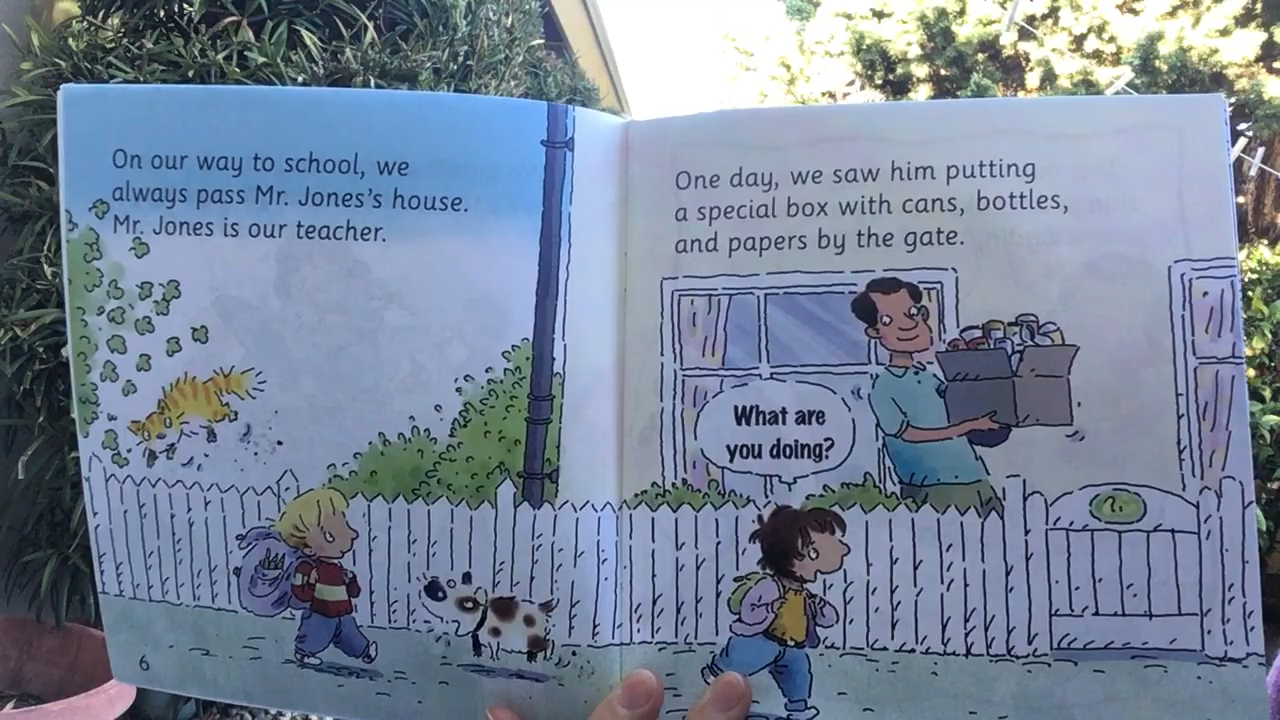 On our way to school, we
always pass Mr. Jones's house.
Mr. Jones is our teacher.
6
One day, we saw him putting
a special box with cans, bottles,
and papers by the gate.
What are
you doing?